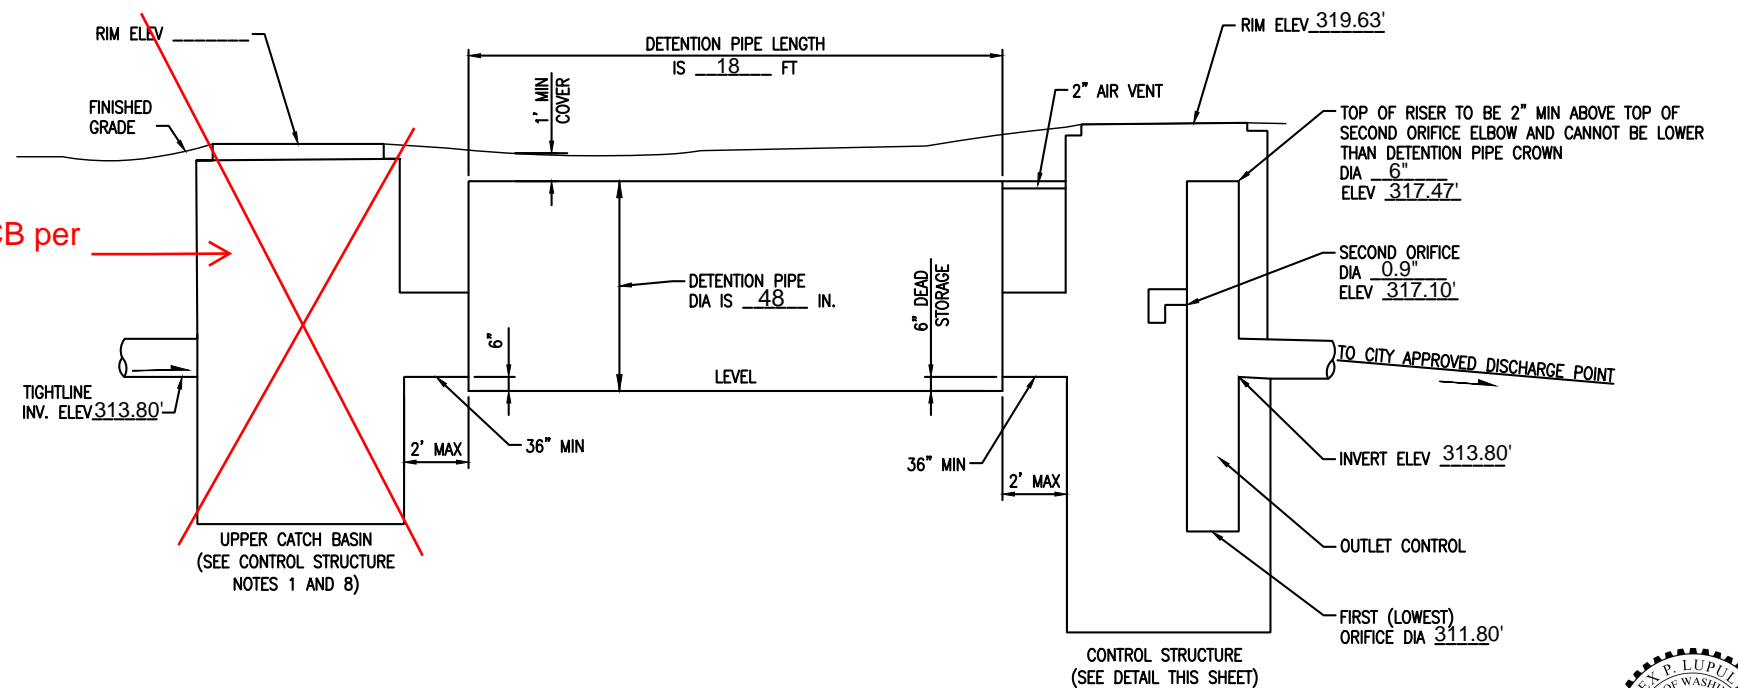 RIM ELEV ________
FINISHED
GRADE
CB per
TIGHTLINE
INV. ELEV 313.80'
UPPER CATCH BASIN
(SEE CONTROL STRUCTURE
NOTES 1 AND 8)
DETENTION PIPE LENGTH
IS 18 FT
1' MIN
COVER
DETENTION PIPE
DIA IS 48 IN.
6"
LEVEL
6" DEAD
STORAGE
2' MAX
36" MIN
36" MIN
2' MAX
2" AIR VENT
RIM ELEV 319.63'
TOP OF RISER TO BE 2" MIN ABOVE TOP OF
SECOND ORIFICE ELBOW AND CANNOT BE LOWER
THAN DETENTION PIPE CROWN
DIA 6"
ELEV 317.47'
SECOND ORIFICE
DIA 0.9"
ELEV 317.10'
TO CITY APPROVED DISCHARGE POINT
INVERT ELEV 313.80'
OUTLET CONTROL
FIRST (LOWEST)
ORIFICE DIA 311.80'
CONTROL STRUCTURE
(SEE DETAIL THIS SHEET)
P. LUPUL
OF WASHI